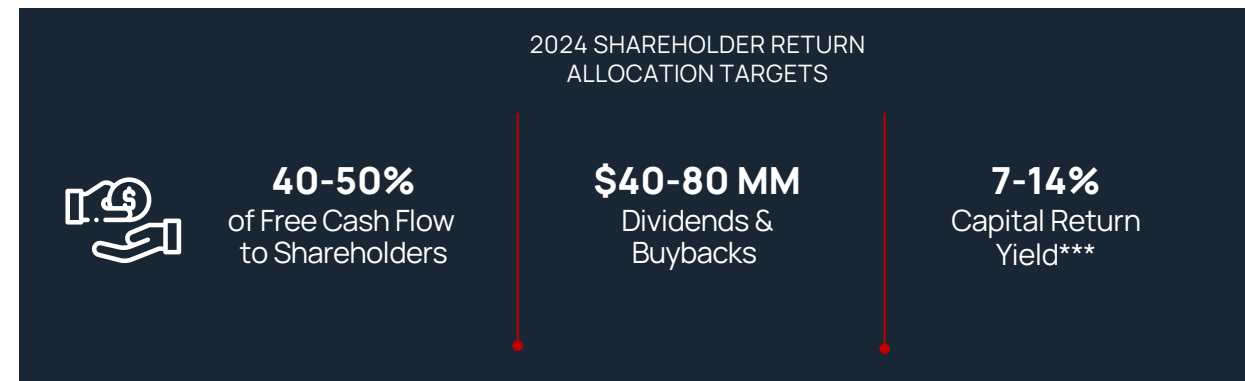 2024 SHAREHOLDER RETURN
ALLOCATION TARGETS
40-50%
of Free Cash Flow
to Shareholders
$40-80 MM
Dividends &
Buybacks
7-14%
Capital Return
Yield***